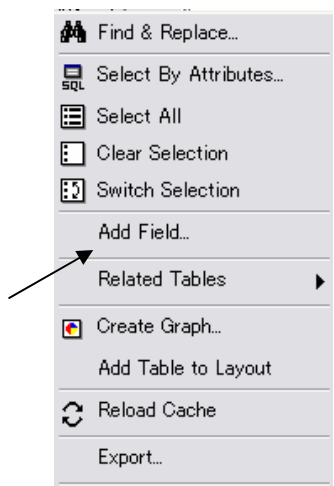 Find & Replace...
SQL
Select By Attributes...
Select All
Clear Selection
Switch Selection
Add Field...
Related Tables
Create Graph...
Add Table to Layout
Reload Cache
Export...